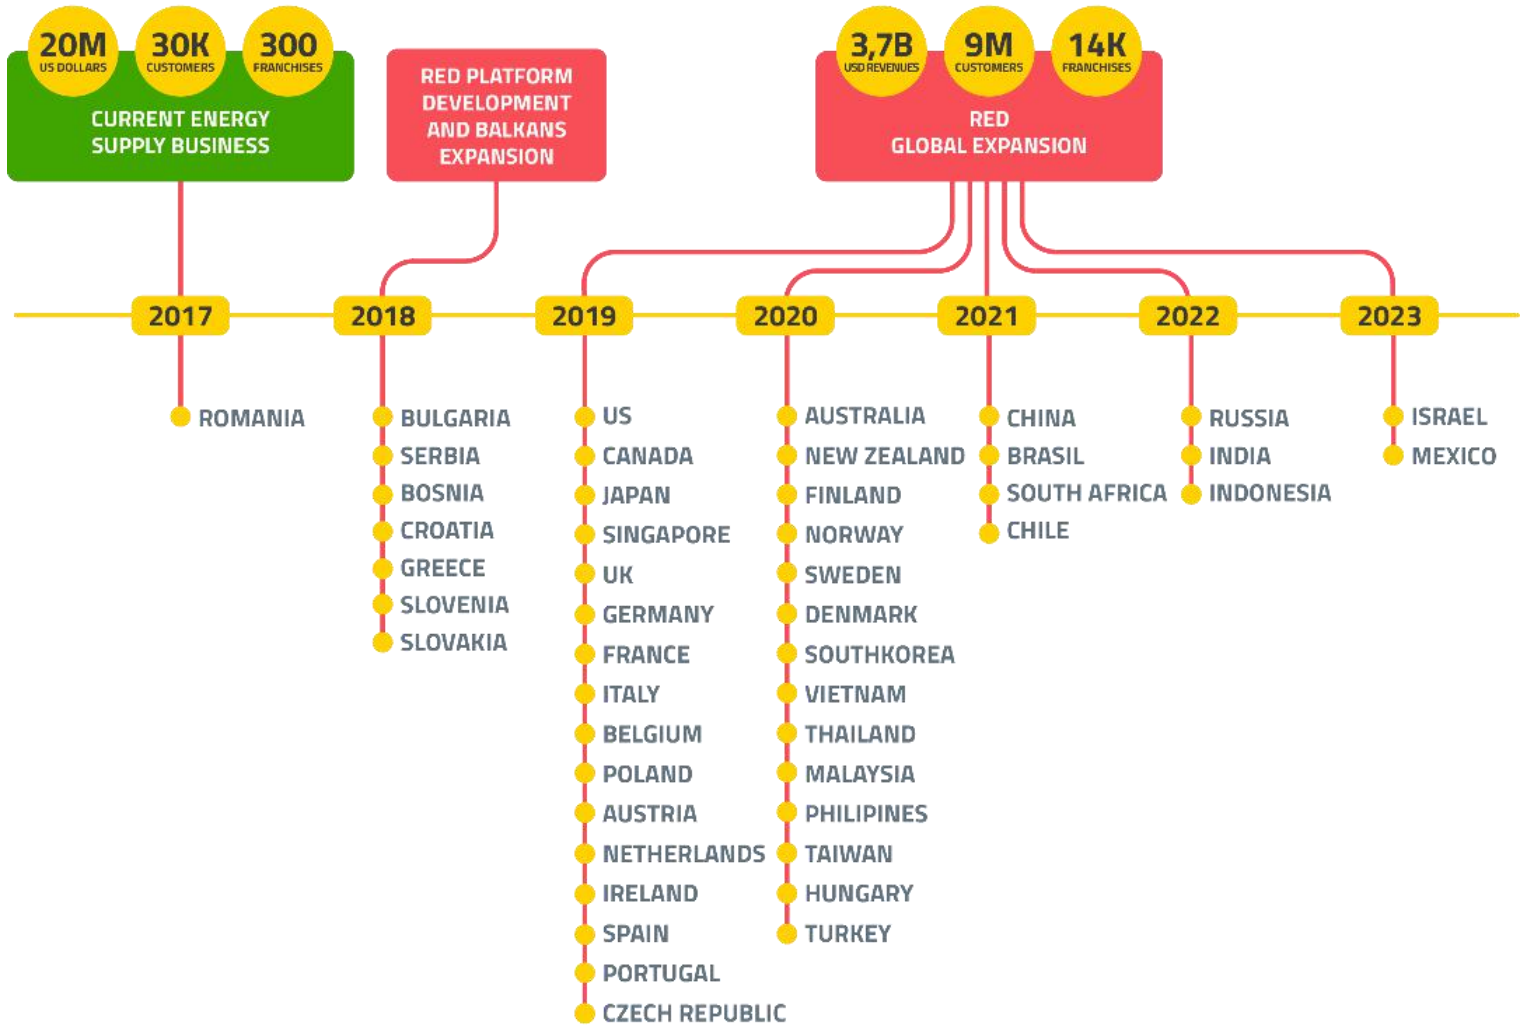 20M
US DOLLARS
30K
CUSTOMERS
300
FRANCHISES
CURRENT ENERGY
SUPPLY BUSINESS
RED PLATFORM
DEVELOPMENT
AND BALKANS
EXPANSION
3,7B
USD REVENUES
9M
CUSTOMERS
14K
FRANCHISES
RED
GLOBAL EXPANSION
2017
2018
2019
2020
2021
2022
2023
ROMANIA
BULGARIA
SERBIA
BOSNIA
CROATIA
GREECE
SLOVENIA
SLOVAKIA
US
CANADA
JAPAN
SINGAPORE
UK
GERMANY
FRANCE
ITALY
BELGIUM
POLAND
AUSTRIA
NETHERLANDS
IRELAND
SPAIN
PORTUGAL
CZECH REPUBLIC
AUSTRALIA
NEW ZEALAND
FINLAND
NORWAY
SWEDEN
DENMARK
SOUTHKOREA
VIETNAM
THAILAND
MALAYSIA
PHILIPINES
TAIWAN
HUNGARY
TURKEY
CHINA
BRASIL
SOUTH AFRICA
CHILE
RUSSIA
INDIA
INDONESIA
ISRAEL
MEXICO